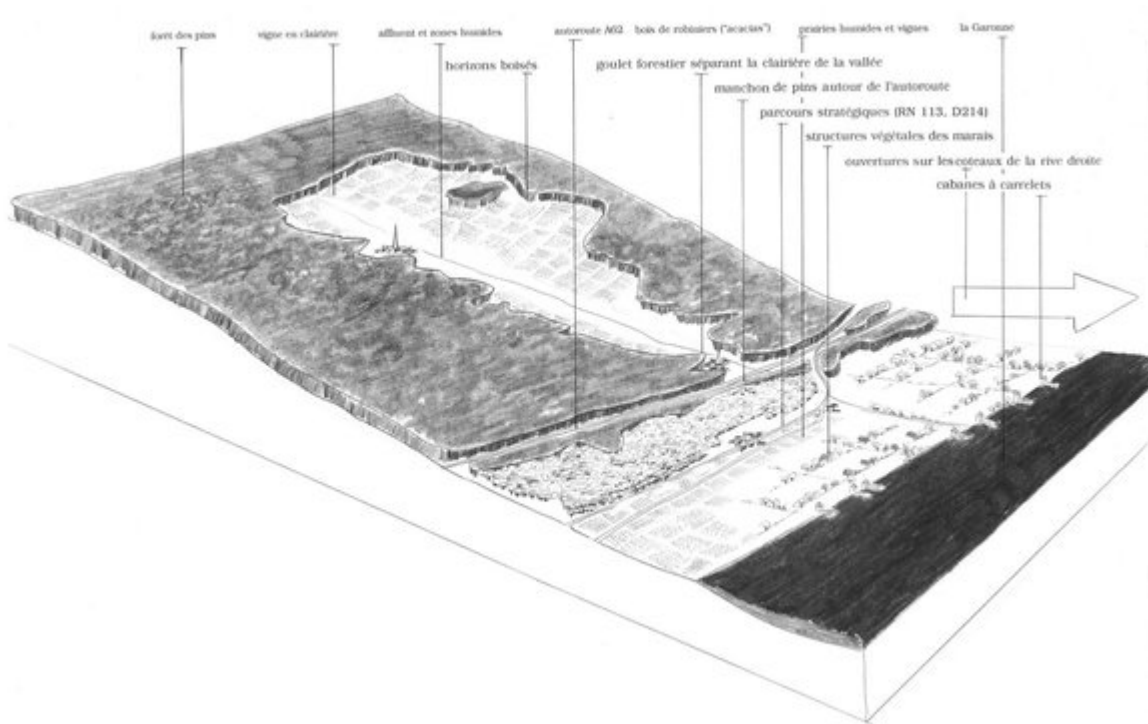 forêt des pins
vigne en clairière
affluent et zones humides
autoroute A62
bois de robiniers ("acacias")
prairies humides et vignes
la Garonne
horizons boisés
goulet forestier séparant la clairière de la vallée
manchon de pins autour de l'autoroute
parcours stratégiques (RN 113, D214)
structures végétales des marais
ouvertures sur les coteaux de la rive droite
cabanes à carrelets